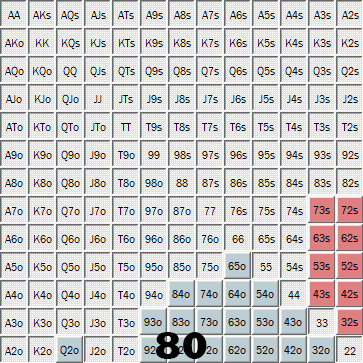 AA AKs AQs AJs ATs A9s A8s A7s A6s A5s A4s A3s A2s
AKo KK KQs KJs KTs K9s K8s K7s K6s K5s K4s K3s K2s
AQo KQo QQ QJs QTs Q9s Q8s Q7s Q6s Q5s Q4s Q3s Q2s
AJo KJo QJo JJ JTs J9s J8s J7s J6s J5s J4s J3s J2s
ATo KTo QTo JTo TT T9s T8s T7s T6s T5s T4s T3s T2s
A9o K9o Q9o J9o T9o 99 98s 97s 96s 95s 94s 93s 92s
A8o K8o Q8o J8o T8o 98o 88 87s 86s 85s 84s 83s 82s
A7o K7o Q7o J7o T7o 97o 87o 77 76s 75s 74s 73s 72s
A6o K6o Q6o J6o T6o 96o 86o 76o 66 65s 64s 63s 62s
A5o K5o Q5o J5o T5o 95o 85o 75o 65o 55 54s 53s 52s
A4o K4o Q4o J4o T4o 94o 84o 74o 64o 54o 44 43s 42s
A3o K3o Q3o J3o T3o 93o 83o 73o 63o 53o 43o 33 32s
A2o K2o Q2o J2o T2o 80 62o 52o 42o 32o 22